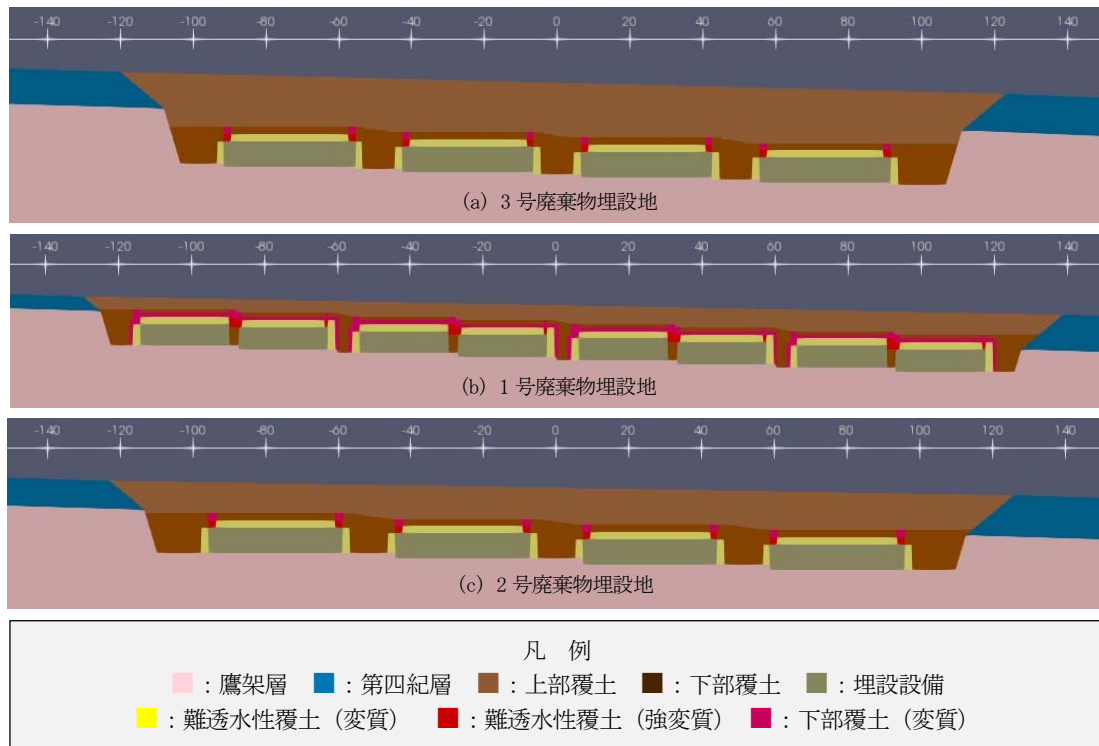 -140 -120 -100 -80 -60 -40 -20 0 20 40 60 80 100 120 140
(a) 3 号廃棄物埋設地
-140 -120 -100 -80 -60 -40 -20 0 20 40 60 80 100 120 140
(b) 1 号廃棄物埋設地
-140 -120 -100 -80 -60 -40 -20 0 20 40 60 80 100 120 140
(c) 2 号廃棄物埋設地
凡 例
:鷹架層 :第四紀層 :上部覆土 :下部覆土 :埋設設備
:難透水性覆土(変質) :難透水性覆土(強変質) :下部覆土(変質)